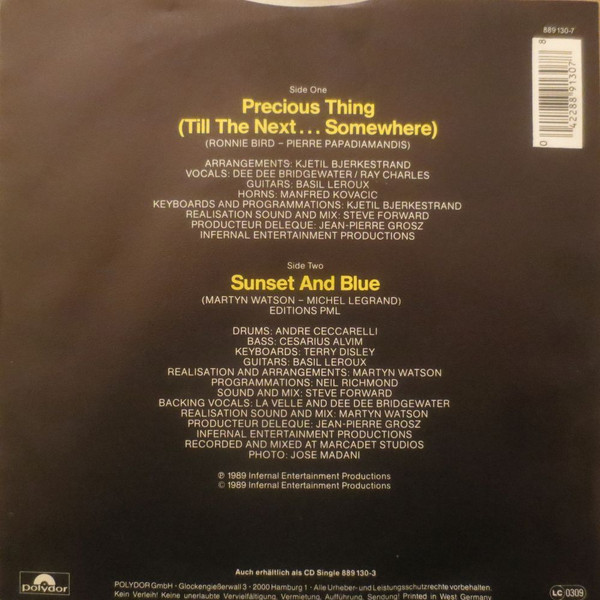 889 130-7
8
0
42288 91307
Side One
Precious Thing
(Till The Next... Somewhere)
(RONNIE BIRD – PIERRE PAPADIAMANDIS)
ARRANGEMENTS: KJETIL BJERKESTRAND
VOCALS: DEE DEE BRIDGEWATER / RAY CHARLES
GUITARS: BASIL LEROUX
HORNS: MANFRED KOVACIC
KEYBOARDS AND PROGRAMMATIONS: KJETIL BJERKESTRAND
REALISATION SOUND AND MIX: STEVE FORWARD
PRODUCTEUR DELEQUE: JEAN-PIERRE GROSZ
INFERNAL ENTERTAINMENT PRODUCTIONS
Side Two
Sunset And Blue
(MARTYN WATSON – MICHEL LEGRAND)
EDITIONS PML
DRUMS: ANDRE CECCARELLI
BASS: CESARIUS ALVIM
KEYBOARDS: TERRY DISLEY
GUITARS: BASIL LEROUX
REALISATION AND ARRANGEMENTS: MARTYN WATSON
PROGRAMMATIONS: NEIL RICHMOND
SOUND AND MIX: STEVE FORWARD
BACKING VOCALS: LA VELLE AND DEE DEE BRIDGEWATER
REALISATION SOUND AND MIX: MARTYN WATSON
PRODUCTEUR DELEQUE: JEAN-PIERRE GROSZ
INFERNAL ENTERTAINMENT PRODUCTIONS
RECORDED AND MIXED AT MARCADET STUDIOS
PHOTO: JOSE MADANI
℗ 1989 Infernal Entertainment Productions
© 1989 Infernal Entertainment Productions
Auch erhältlich als CD Single 889 130-3
polydor
POLYDOR GmbH · Glockengießerwall 3 · 2000 Hamburg 1 · Alle Urheber- und Leistungsschutzrechte vorbehalten.
Kein Verleih! Keine unerlaubte Vervielfältigung, Vermietung, Aufführung, Sendung! Printed in West Germany
LC 0309